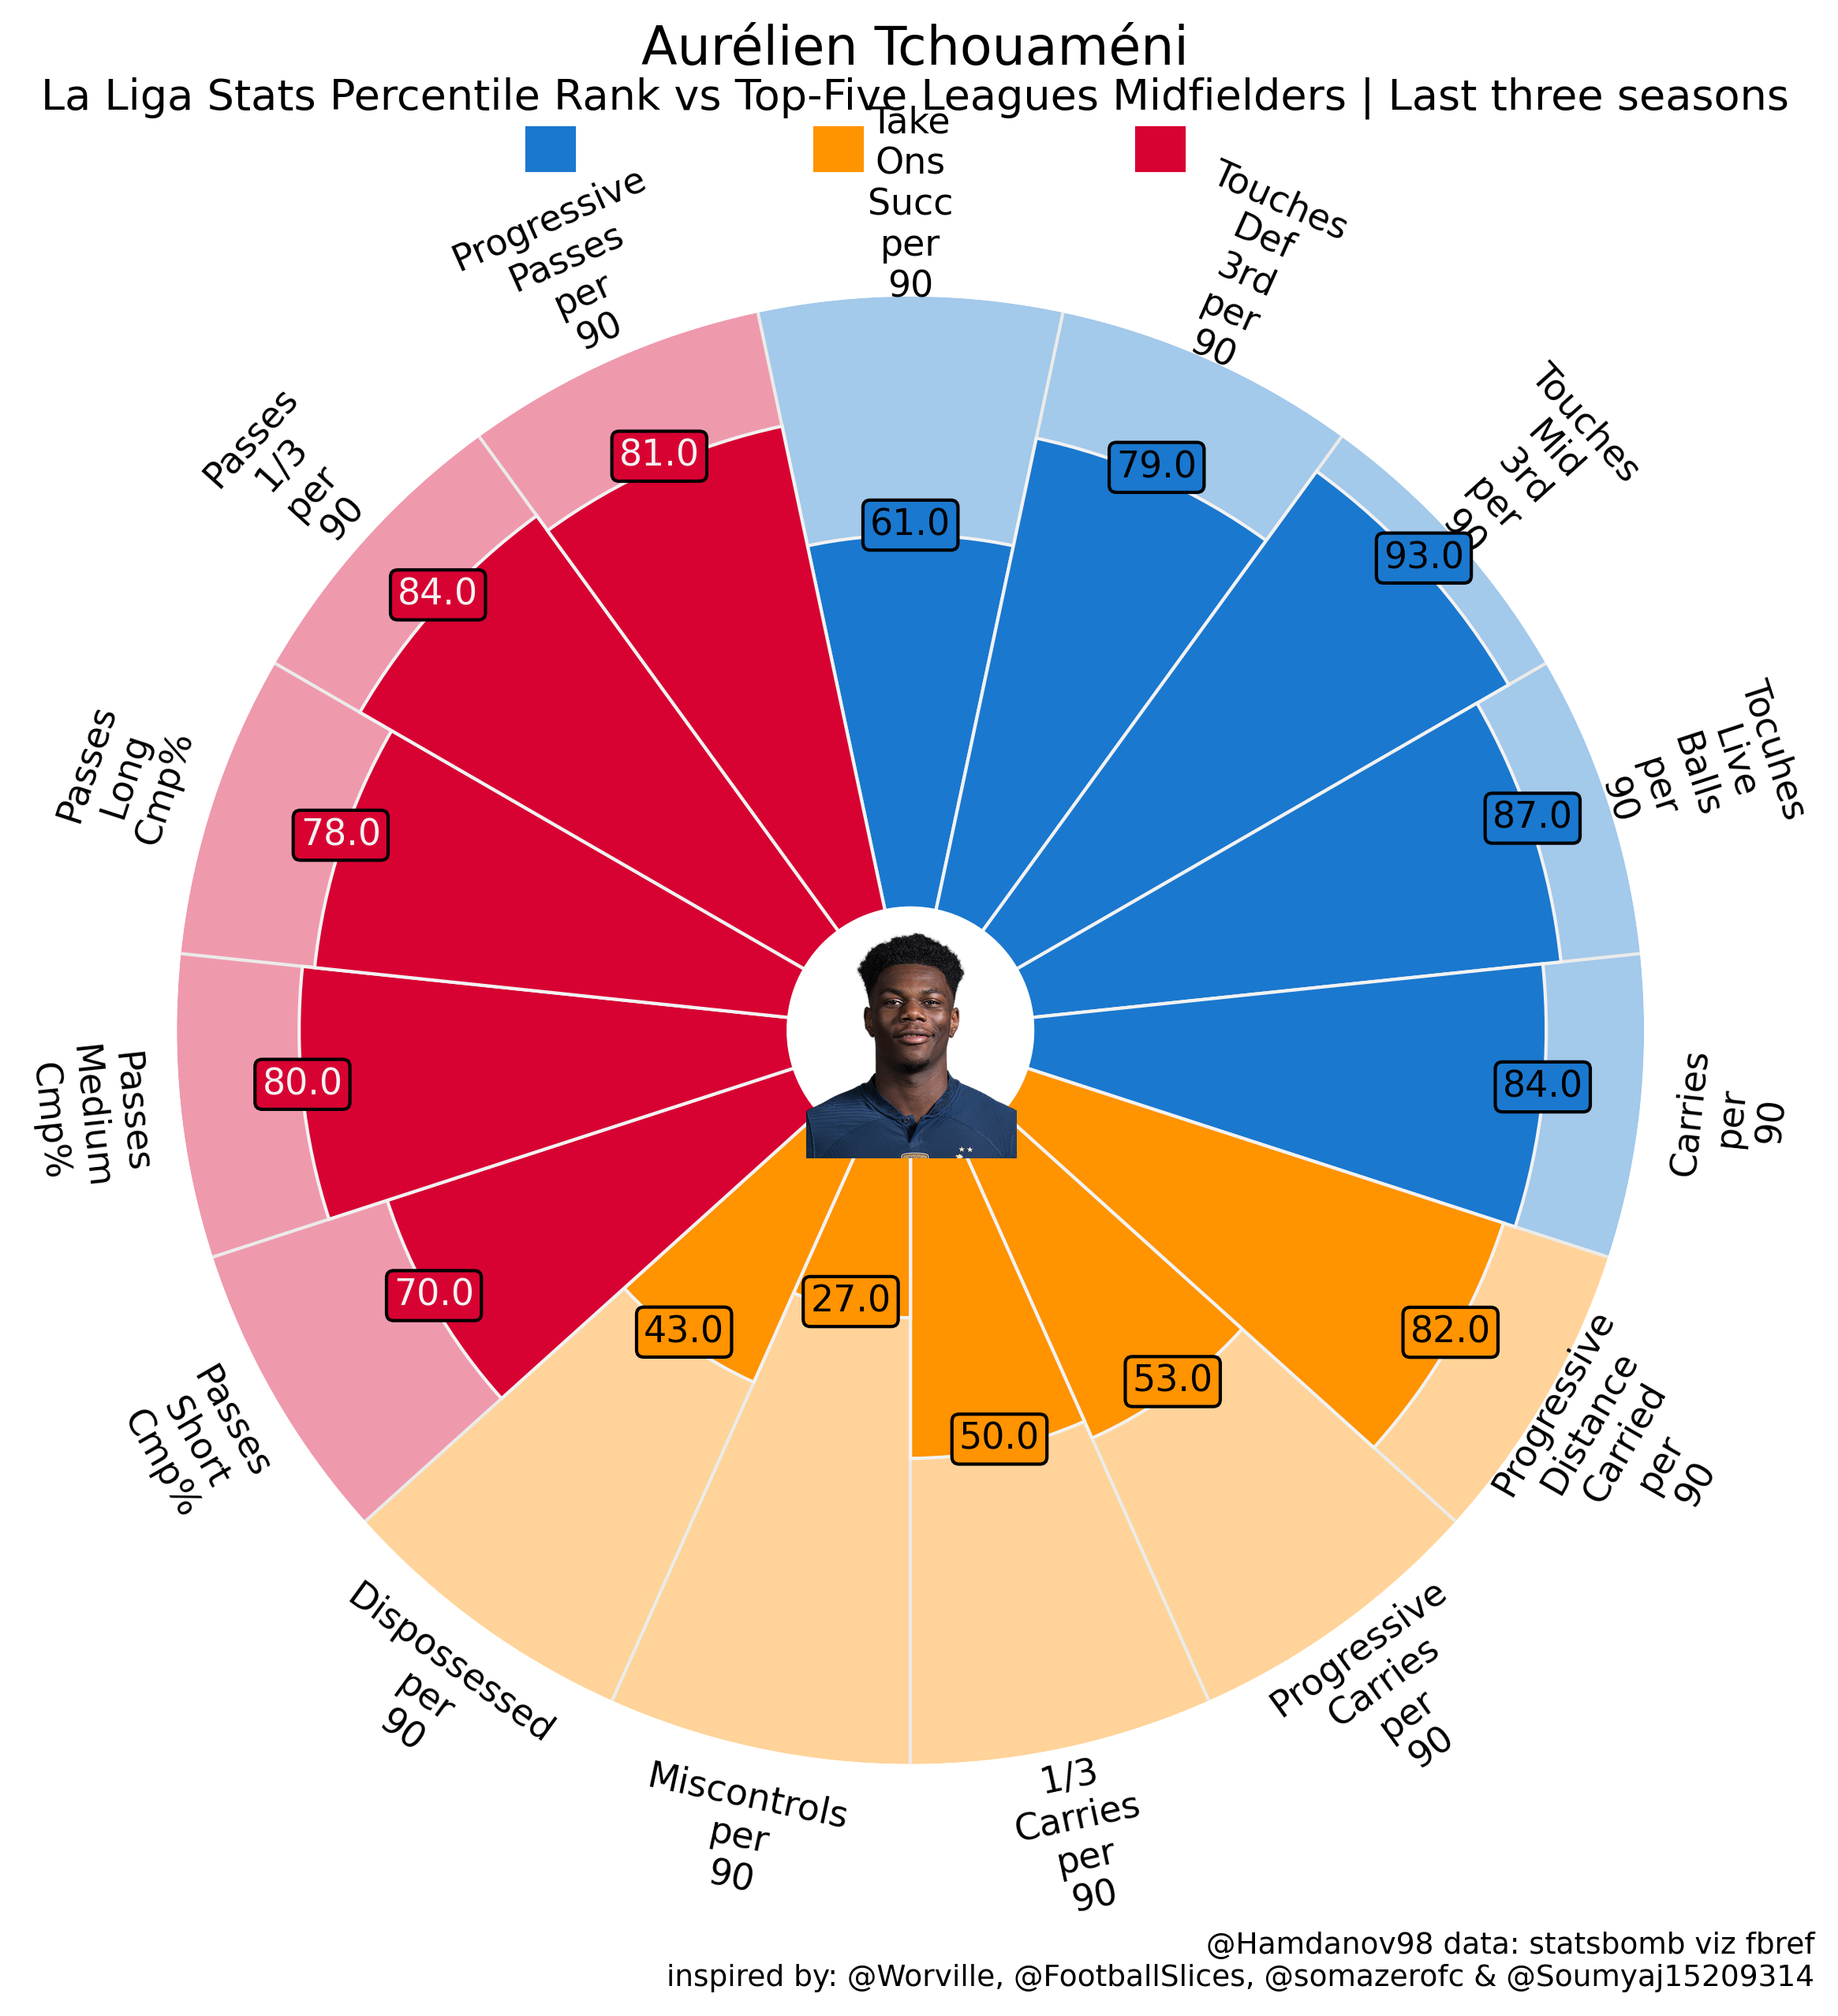 Aurélien Tchouaméni
La Liga Stats Percentile Rank vs Top-Five Leagues Midfielders | Last three seasons
Take
Ons
Succ
per
90
61.0
Touches
Def
3rd
per
90
79.0
Touches
Mid
3rd
per
90
93.0
Tocuhes
Live
Balls
per
90
87.0
Carries
per
90
84.0
Progressive
Distance
Carried
per
90
82.0
Progressive
Carries
per
90
53.0
1/3
Carries
per
90
50.0
Miscontrols
per
90
27.0
Dispossessed
per
90
43.0
Passes
Short
Cmp%
70.0
Passes
Medium
Cmp%
80.0
Passes
Long
Cmp%
78.0
Passes
1/3
per
90
84.0
Progressive
Passes
per
90
81.0
@Hamdanov98 data: statsbomb viz fbref
inspired by: @Worville, @FootballSlices, @somazerofc & @Soumyaj15209314